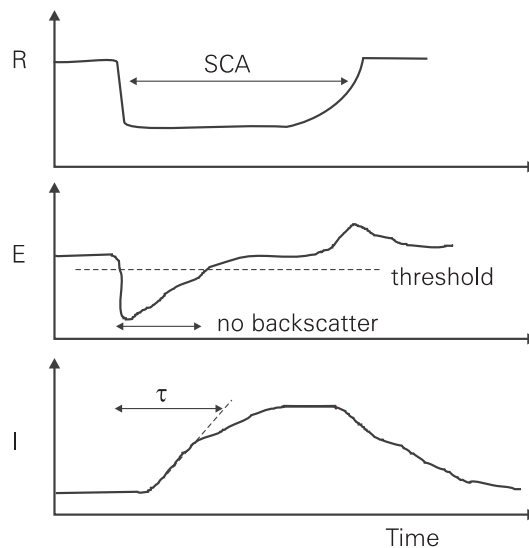 R
SCA
E
threshold
no backscatter
τ
I
Time